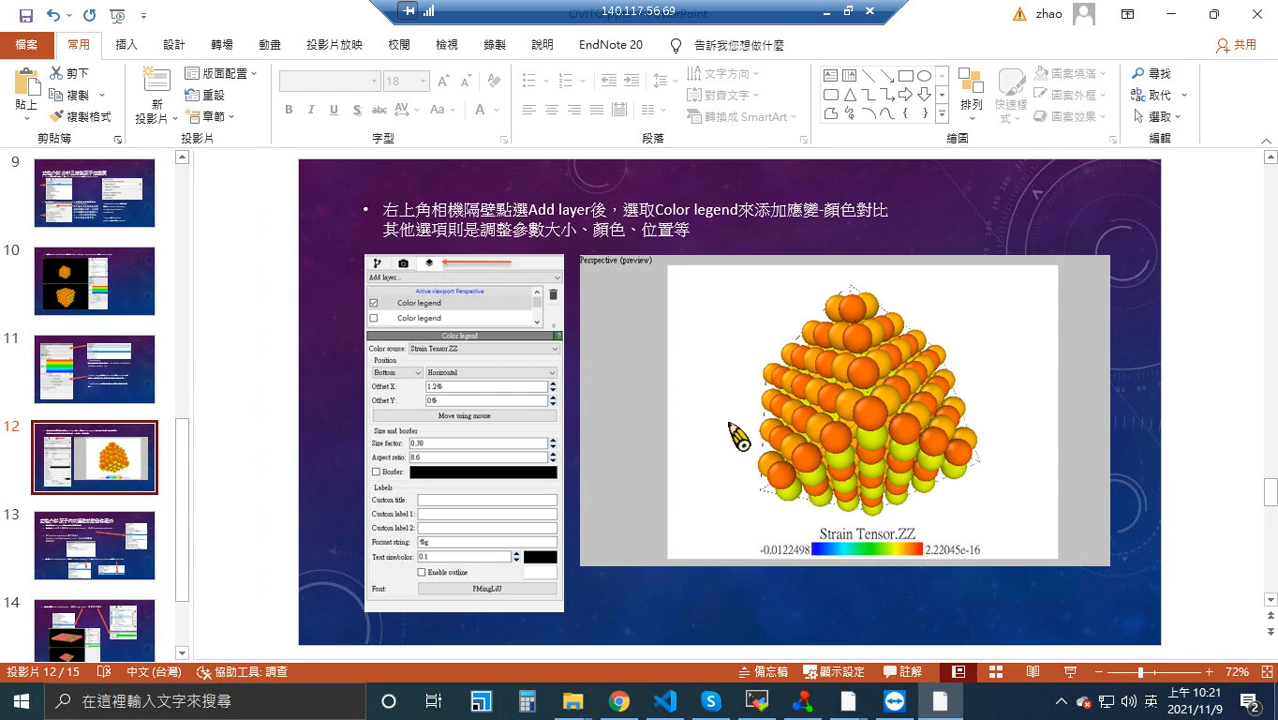 140.117.56.69
zhao
檔案 常用 插入 設計 轉場 動畫 投影片放映 校閱 檢視 錄製 說明 EndNote 20 告訴我您想做什麼 共用
貼上
剪下
複製
複製格式
剪貼簿
新
投影片
版面配置
重設
章節
投影片
18
字型
文字方向
對齊文字
轉換成 SmartArt
段落
排列
快速樣
式
圖案填滿
圖案外框
圖案效果
繪圖
尋找
取代
選取
編輯
9
10
11
12
13
14
右上角相機隔壁點擊Add layer後，選取Color legend來添加應變-顏色對比
其他選項則是調整參數大小、顏色、位置等
Add layer...
Active viewport Perspective
Color legend
Color legend
Color legend ?
Color source: Strain Tensor.ZZ
Position
Bottom Horizontal
Offset X: 1.2%
Offset Y: 0%
Move using mouse
Size and border
Size factor: 0.38
Aspect ratio: 8.6
Border:
Labels
Custom title:
Custom label 1:
Custom label 2:
Format string: %g
Text size/color: 0.1
Enable outline
Font: PMingLiU
Perspective (preview)
Strain Tensor.ZZ
-0.0122498 2.22045e-16
投影片 12 / 15 中文 (台灣) 協助工具: 調查 備忘稿 顯示設定 註解 72%
在這裡輸入文字來搜尋
英
上午 10:21
2021/11/9
2